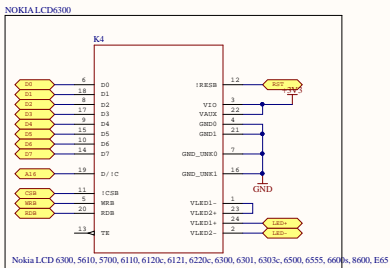 NOKIA LCD6300
K4
D0 6 D0 !RESB 12 RST
D1 18 D1 +3V3
D2 8 D2 VIO 3
D3 17 D3 VAUX 22
D4 9 D4 GND0 4
D5 15 D5 GND1 21
D6 10 D6
D7 14 D7 GND_UNK0 7
A16 19 D/!C GND_UNK1 16
GND
CSB 11 !CSB VLED1- 1
WRB 5 WRB VLED2+ 23
RDB 20 RDB VLED1+ 24 LED+
13 TE VLED2- 2 LED-
Nokia LCD 6300, 5610, 5700, 6110, 6120c, 6121, 6220c, 6300, 6301, 6303c, 6500, 6555, 6600s, 8600, E65